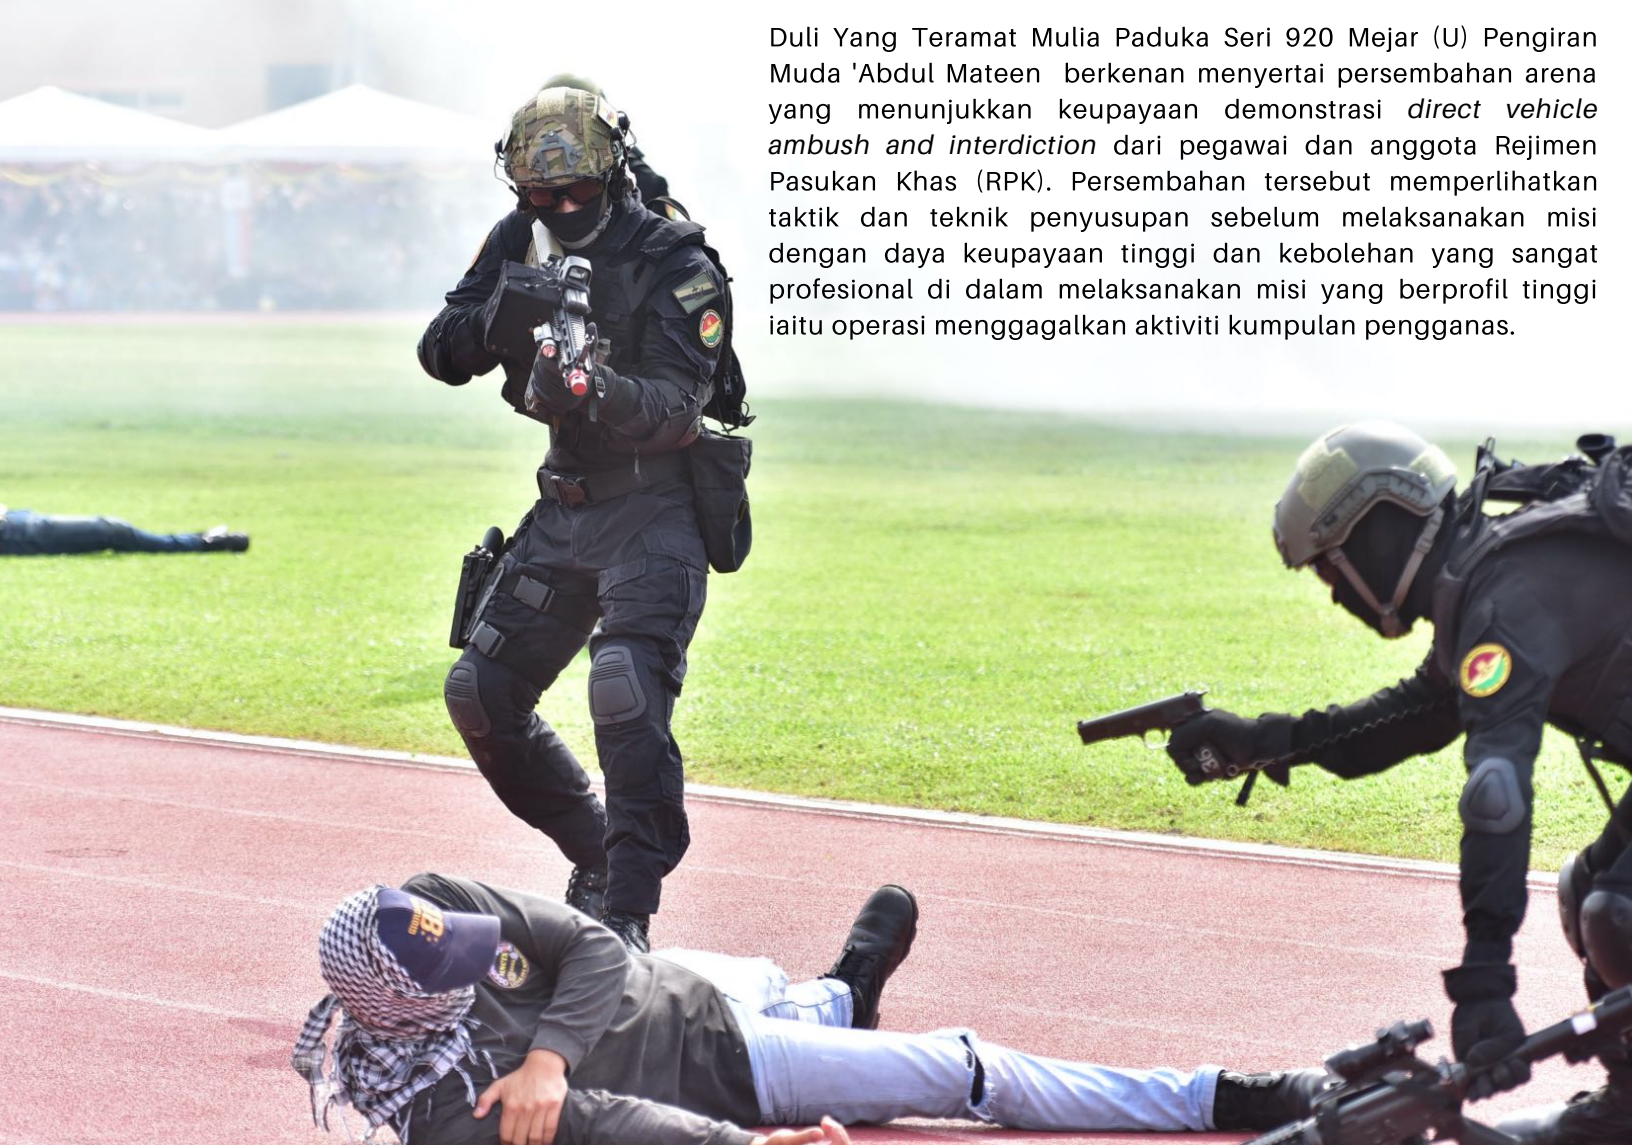 Duli Yang Teramat Mulia Paduka Seri 920 Mejar (U) Pengiran
Muda 'Abdul Mateen berkenan menyertai persembahan arena
yang menunjukkan keupayaan demonstrasi direct vehicle
ambush and interdiction dari pegawai dan anggota Rejimen
Pasukan Khas (RPK). Persembahan tersebut memperlihatkan
taktik dan teknik penyusupan sebelum melaksanakan misi
dengan daya keupayaan tinggi dan kebolehan yang sangat
profesional di dalam melaksanakan misi yang berprofil tinggi
iaitu operasi menggagalkan aktiviti kumpulan pengganas.
36